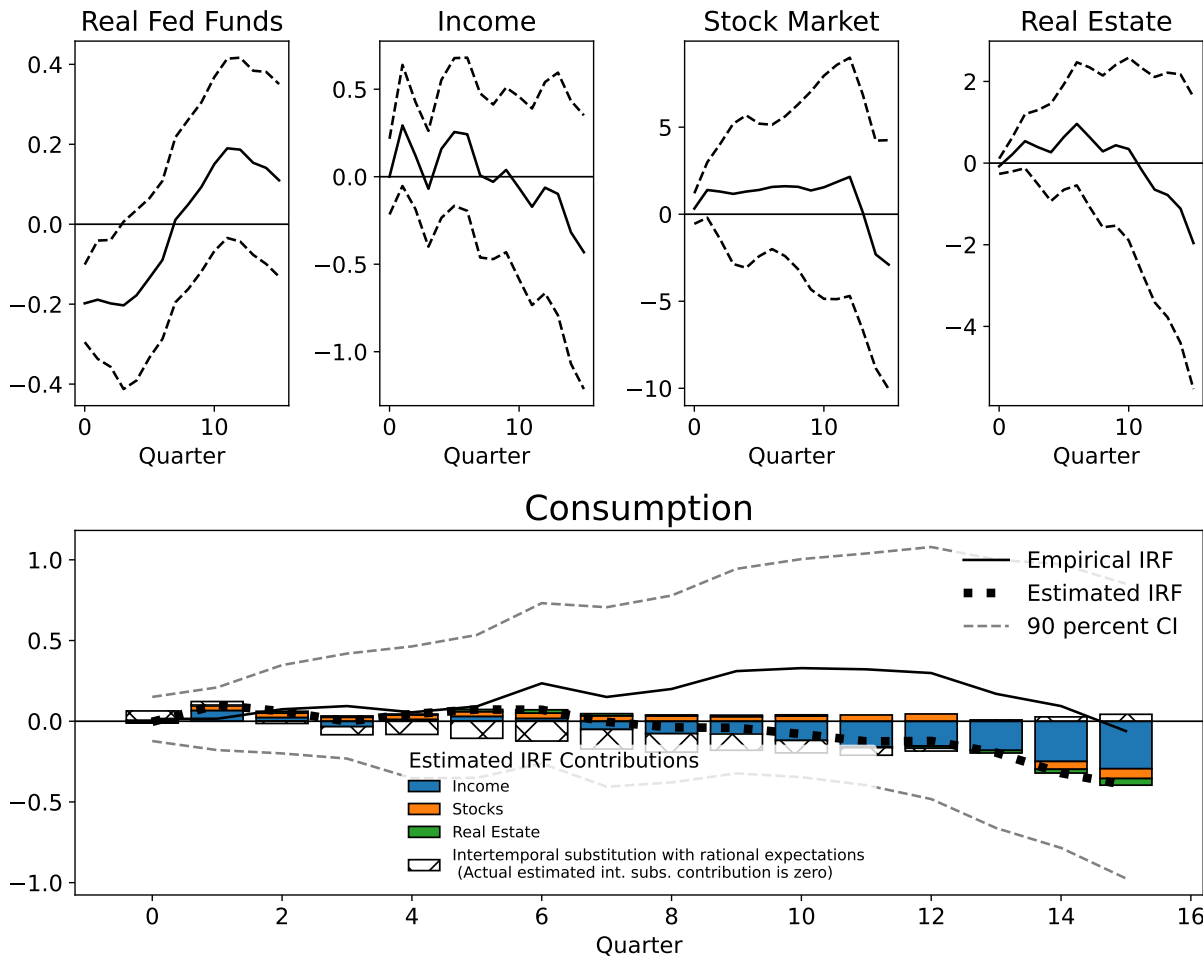 Real Fed Funds
Income
Stock Market
Real Estate
0.4
0.2
0.0
−0.2
−0.4
0
10
Quarter
0.5
0.0
−0.5
−1.0
0
10
Quarter
5
0
−5
−10
0
10
Quarter
2
0
−2
−4
0
10
Quarter
Consumption
1.0
0.5
0.0
−0.5
−1.0
Empirical IRF
Estimated IRF
90 percent CI
Estimated IRF Contributions
Income
Stocks
Real Estate
Intertemporal substitution with rational expectations
(Actual estimated int. subs. contribution is zero)
0
2
4
6
8
10
12
14
16
Quarter